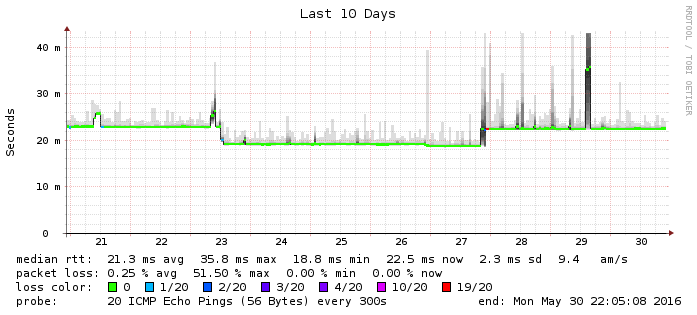 Last 10 Days
RRDTOOL / TOBI OETIKER
Seconds
40 m
30 m
20 m
10 m
0
21 22 23 24 25 26 27 28 29 30
median rtt: 21.3 ms avg 35.8 ms max 18.8 ms min 22.5 ms now 2.3 ms sd 9.4 am/s
packet loss: 0.25 % avg 51.50 % max 0.00 % min 0.00 % now
loss color: 0 1/20 2/20 3/20 4/20 10/20 19/20
probe: 20 ICMP Echo Pings (56 Bytes) every 300s end: Mon May 30 22:05:08 2016